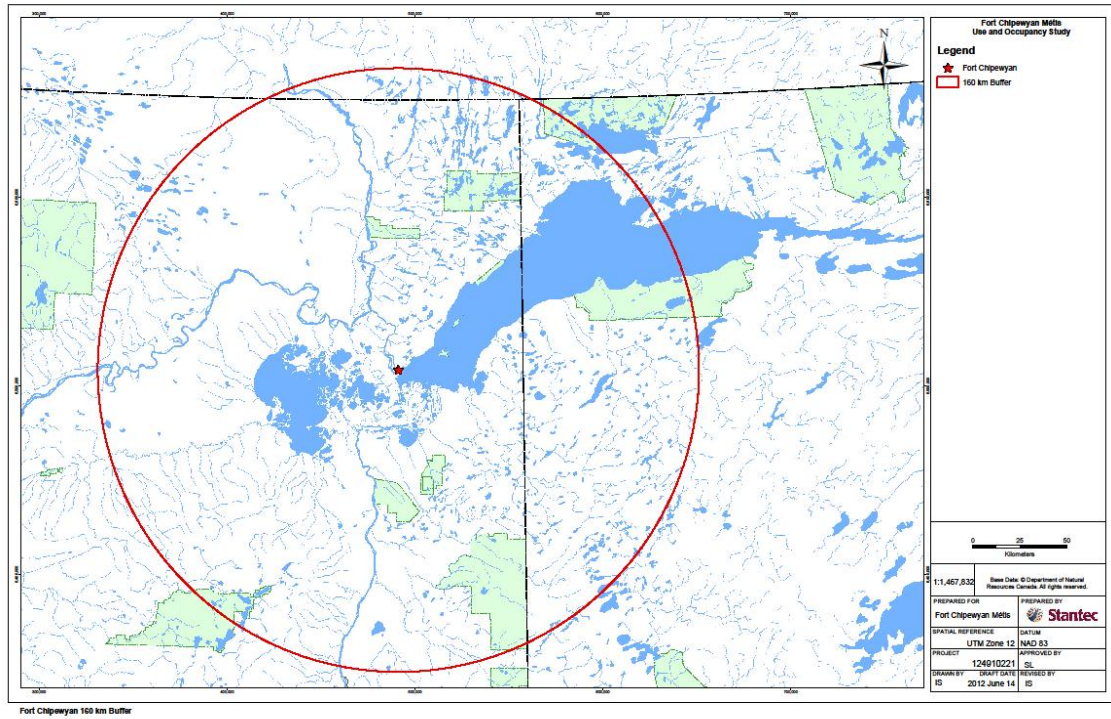 Fort Chipewyan Métis
Use and Occupancy Study
Legend
Fort Chipewyan
160 km Buffer
N
0 25 50
Kilometers
1:1,467,832
Base Data: © Department of Natural
Resources Canada. All rights reserved.
PREPARED FOR
Fort Chipewyan Métis
PREPARED BY
Stantec
SPATIAL REFERENCE
UTM Zone 12
DATUM
NAD 83
PROJECT
124910221
APPROVED BY
SL
DRAWN BY
IS
DRAFT DATE
2012 June 14
REVISED BY
IS
Fort Chipewyan 160 km Buffer